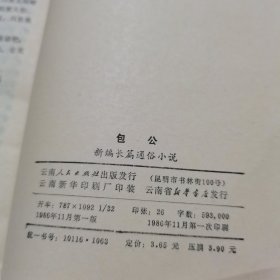 包公
新编长篇通俗小说
云南人民出版社出版发行 (昆明市书林街100号)
云南新华印刷厂印装 云南省新华书店发行
开本：787×1092 1/32 印张：26 字数：593,000
1986年11月第一版 1986年11月第一次印刷
统一书号：10116·1063 定价：3.65元 压膜 3.90元